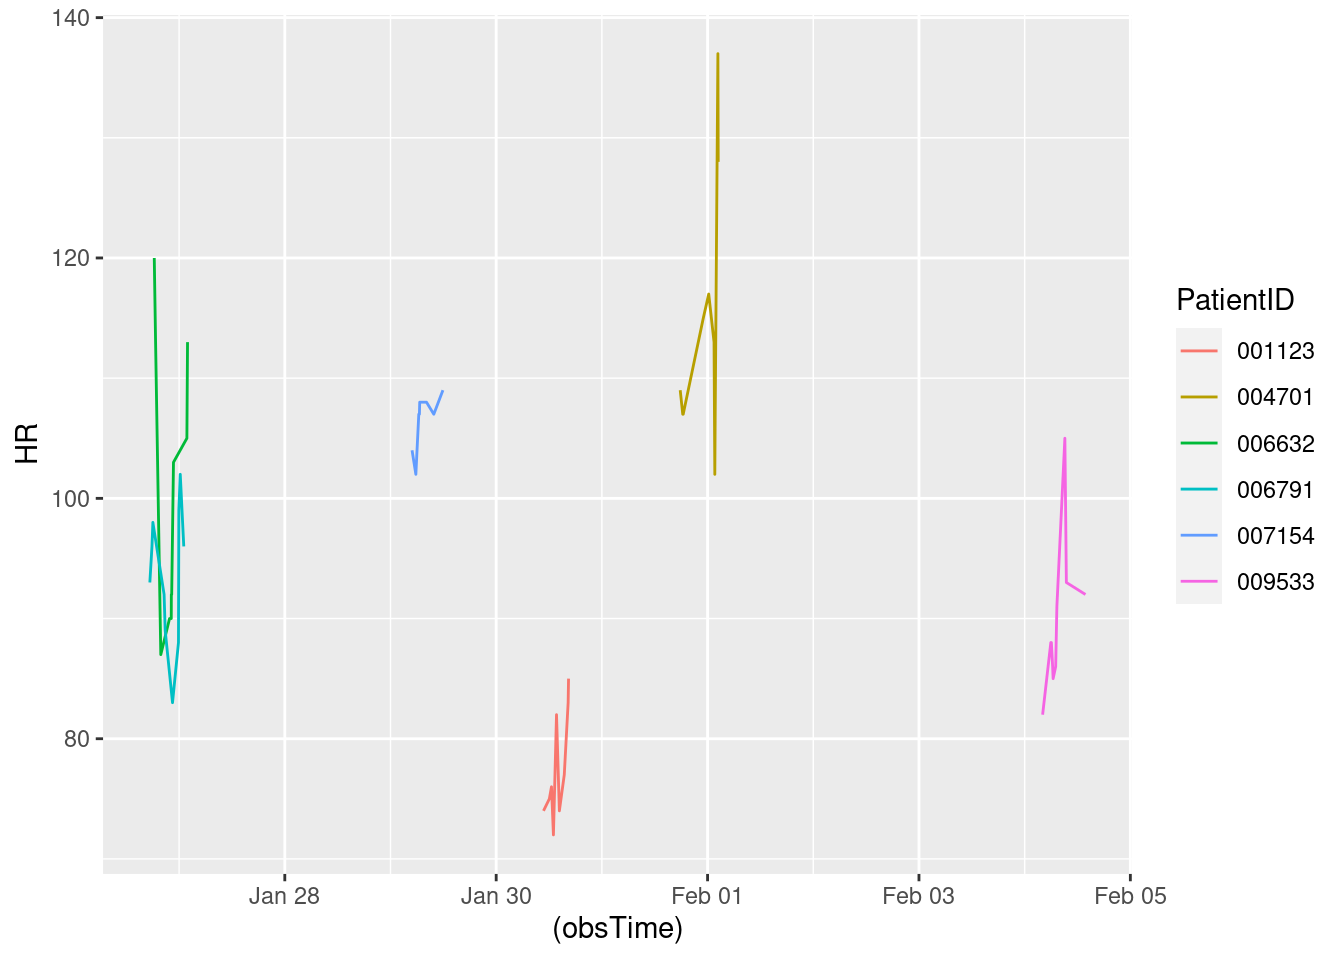 140
120
100
80
HR
Jan 28
Jan 30
Feb 01
Feb 03
Feb 05
(obsTime)
PatientID
001123
004701
006632
006791
007154
009533